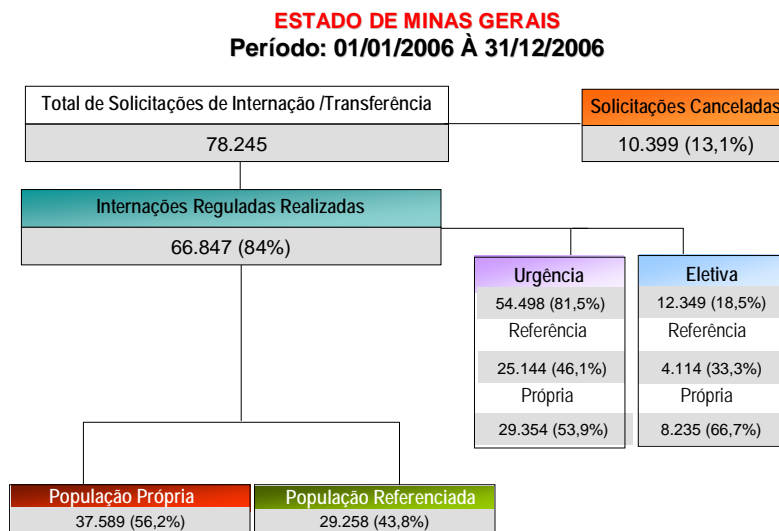 ESTADO DE MINAS GERAIS
Período: 01/01/2006 À 31/12/2006
Total de Solicitações de Internação /Transferência
78.245
Solicitações Canceladas
10.399 (13,1%)
Internações Reguladas Realizadas
66.847 (84%)
Urgência
54.498 (81,5%)
Referência
25.144 (46,1%)
Própria
29.354 (53,9%)
Eletiva
12.349 (18,5%)
Referência
4.114 (33,3%)
Própria
8.235 (66,7%)
População Própria
37.589 (56,2%)
População Referenciada
29.258 (43,8%)